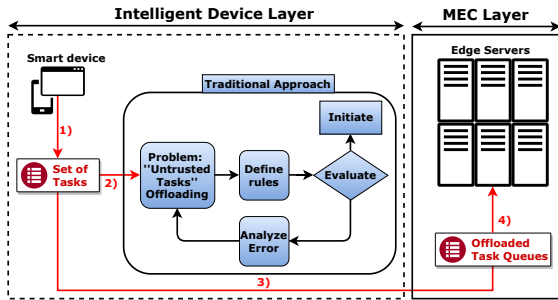 Intelligent Device Layer
MEC Layer
Smart device
Edge Servers
Traditional Approach
Initiate
1)
Set of
Tasks
2)
Problem:
"Untrusted
Tasks"
Offloading
Define
rules
Evaluate
Analyze
Error
4)
Offloaded
Task Queues
3)